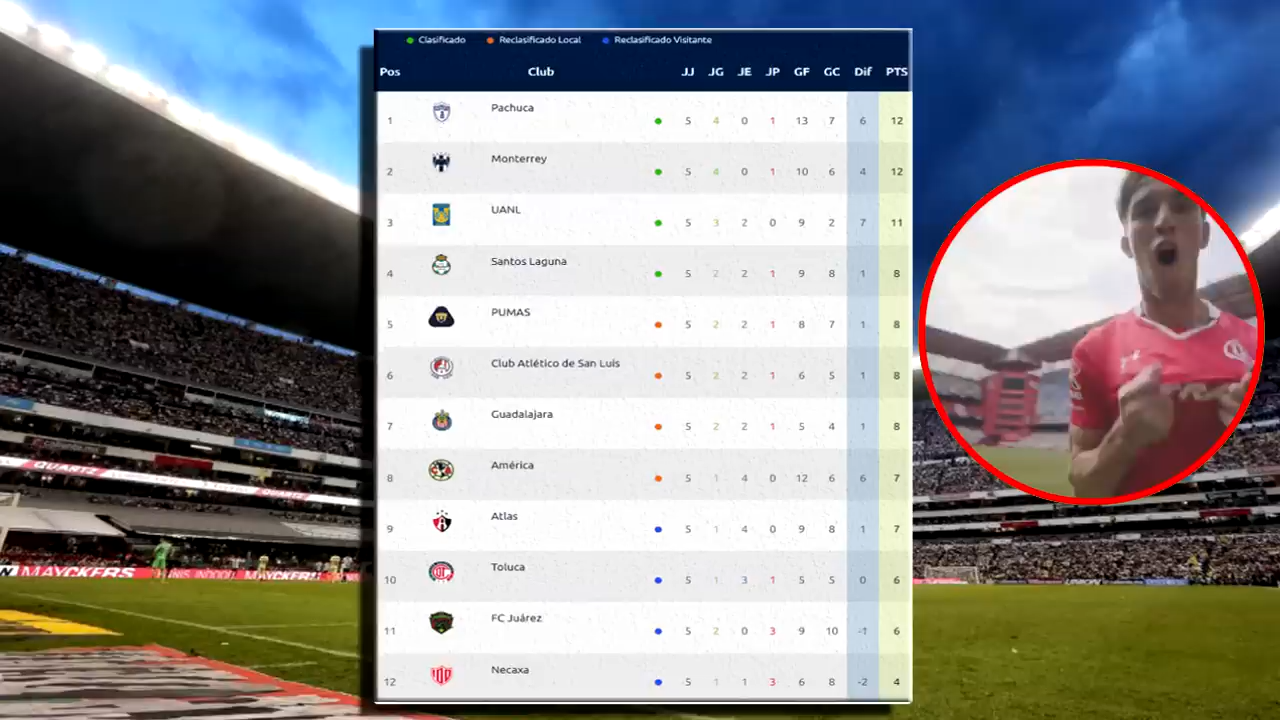 Clasificado Reclasificado Local Reclasificado Visitante
Pos Club JJ JG JE JP GF GC Dif PTS
1 Pachuca 5 4 0 1 13 7 6 12
2 Monterrey 5 4 0 1 10 6 4 12
3 UANL 5 3 2 0 9 2 7 11
4 Santos Laguna 5 2 2 1 9 8 1 8
5 PUMAS 5 2 2 1 8 7 1 8
6 Club Atlético de San Luis 5 2 2 1 6 5 1 8
7 Guadalajara 5 2 2 1 5 4 1 8
8 América 5 1 4 0 12 6 6 7
9 Atlas 5 1 4 0 9 8 1 7
10 Toluca 5 1 3 1 5 5 0 6
11 FC Juárez 5 2 0 3 9 10 -1 6
12 Necaxa 5 1 1 3 6 8 -2 4
QUARTZ
MAYCKERS